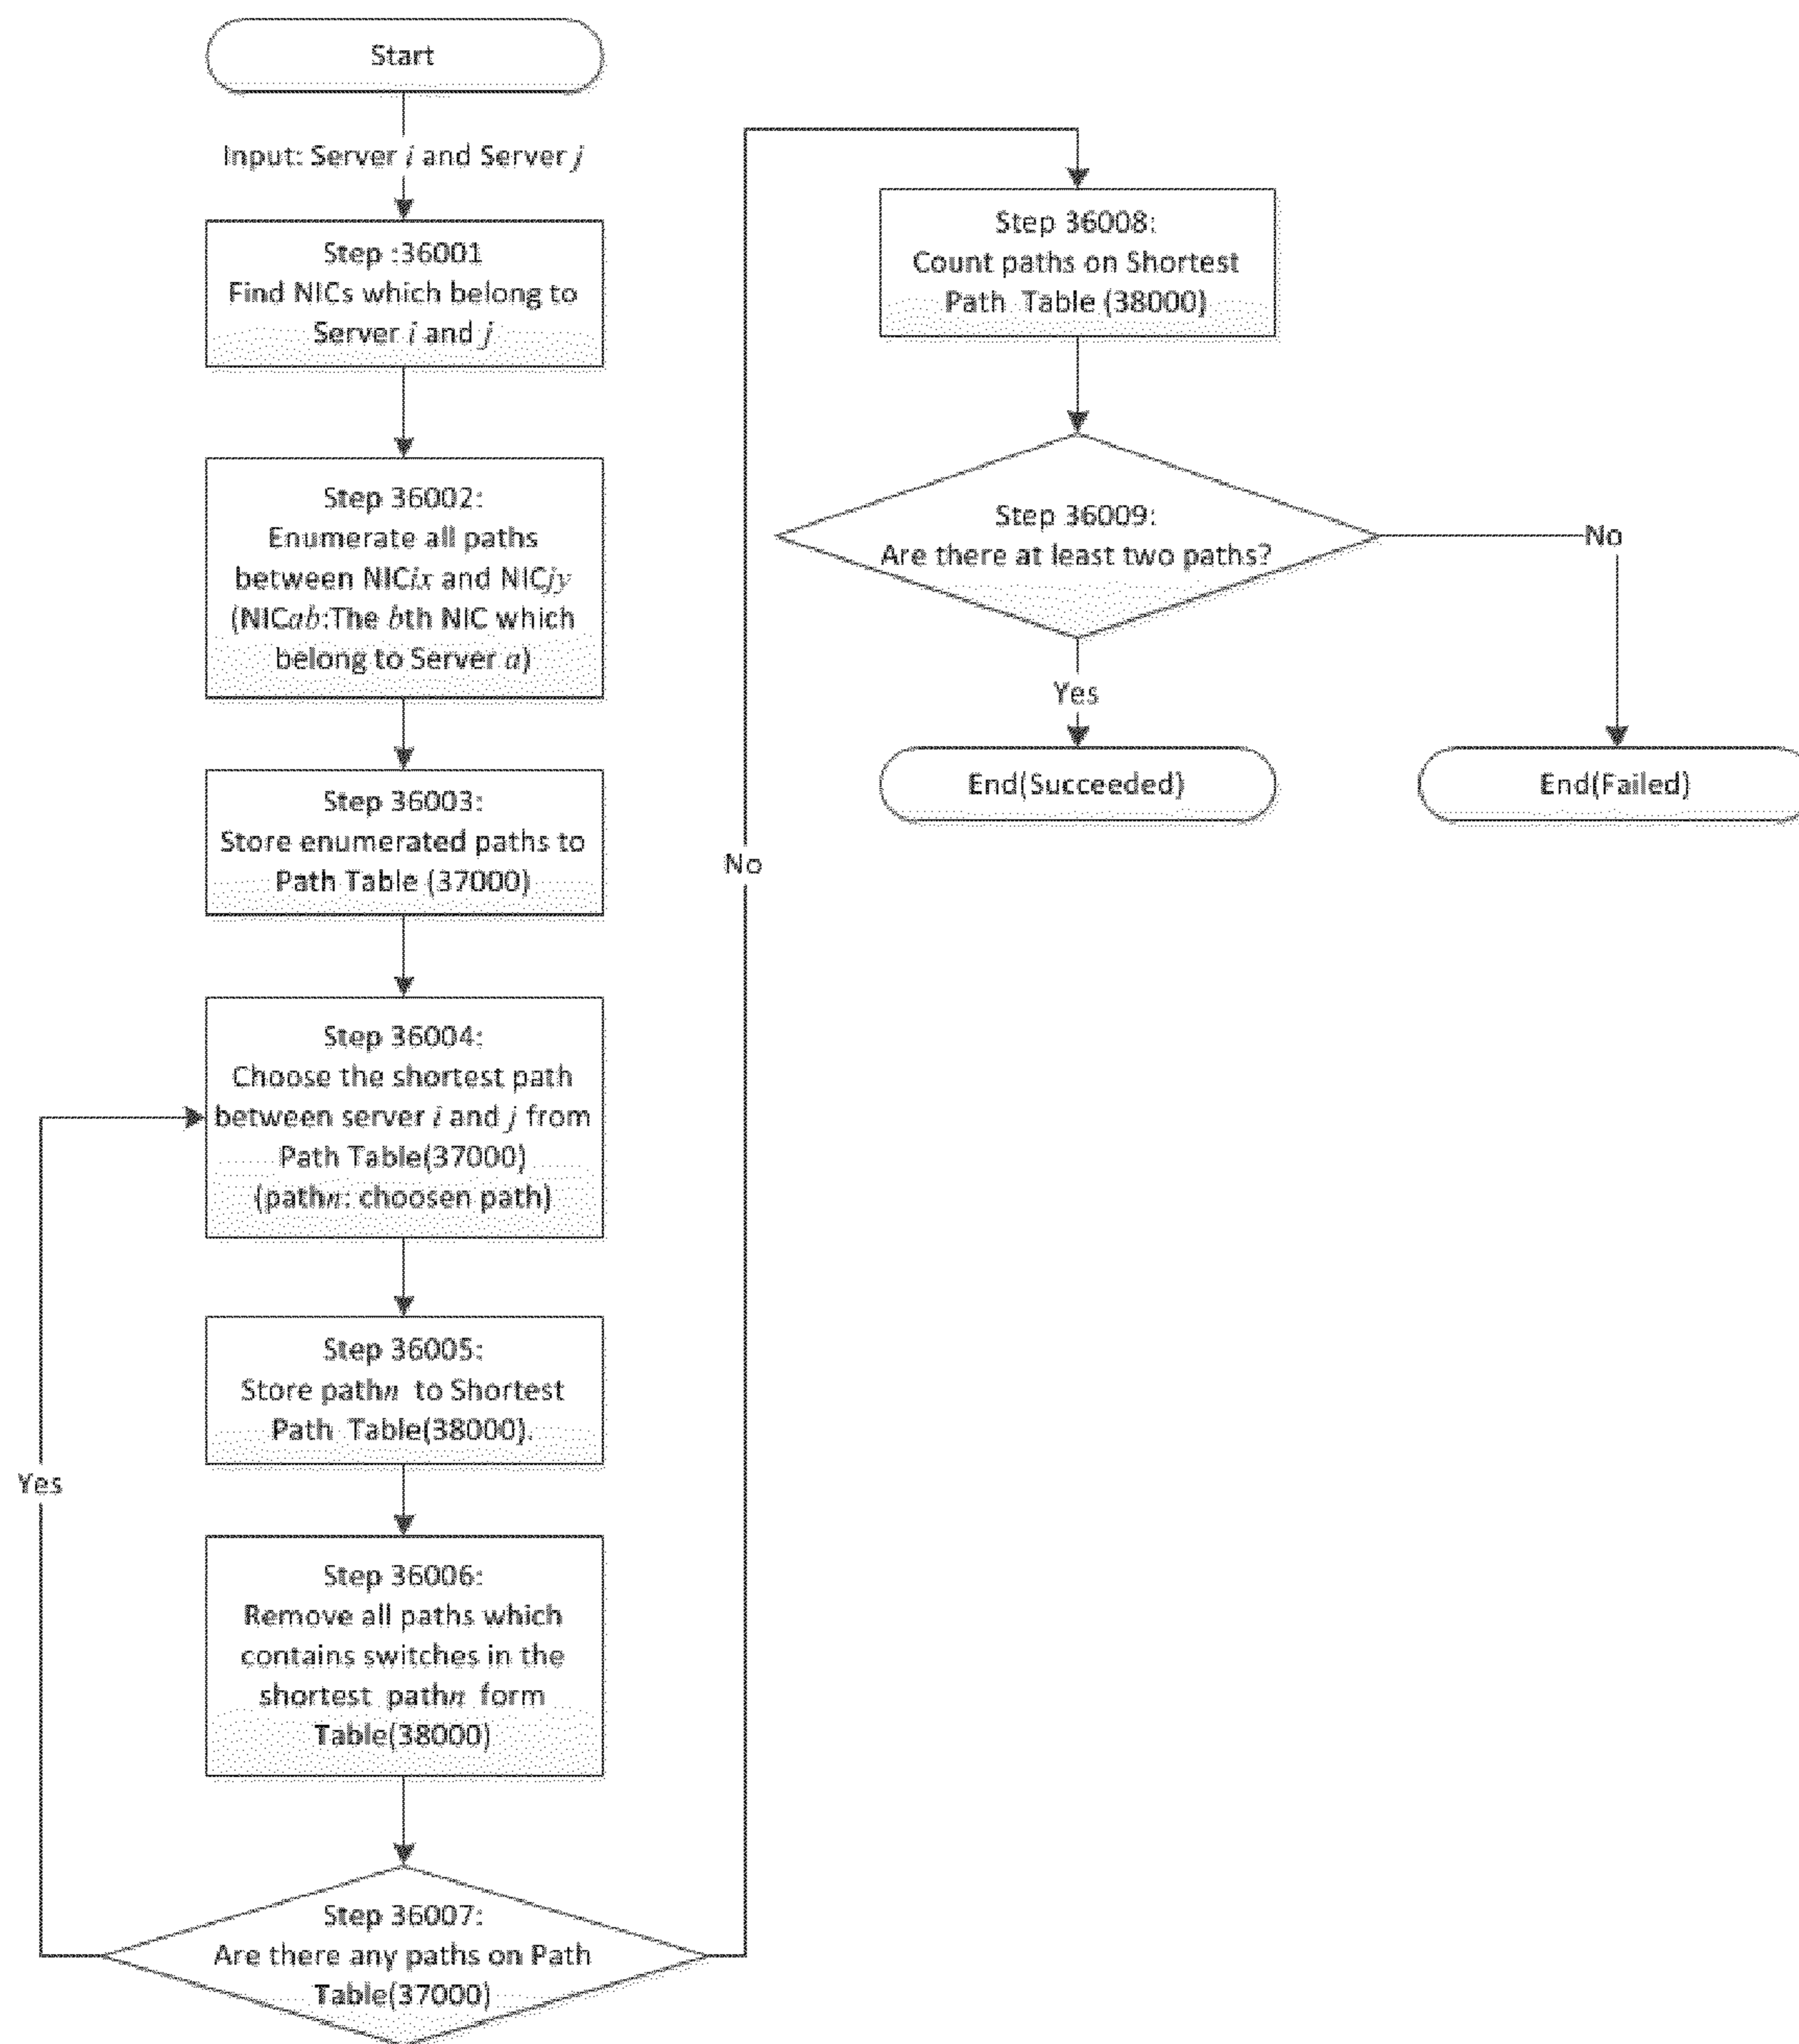 Start
Input: Server i and Server j
Step :36001
Find NICs which belong to
Server i and j
Step 36002:
Enumerate all paths
between NICix and NICjy
(NICab:The bth NIC which
belong to Server a)
Step 36003:
Store enumerated paths to
Path Table (37000)
Step 36004:
Choose the shortest path
between server i and j from
Path Table(37000)
(pathn: choosen path)
Step 36005:
Store pathn to Shortest
Path Table(38000).
Yes
Step 36006:
Remove all paths which
contains switches in the
shortest pathn form
Table(38000)
Step 36007:
Are there any paths on Path
Table(37000)
No
Step 36008:
Count paths on Shortest
Path Table (38000)
Step 36009:
Are there at least two paths?
No
Yes
End(Succeeded)
End(Failed)